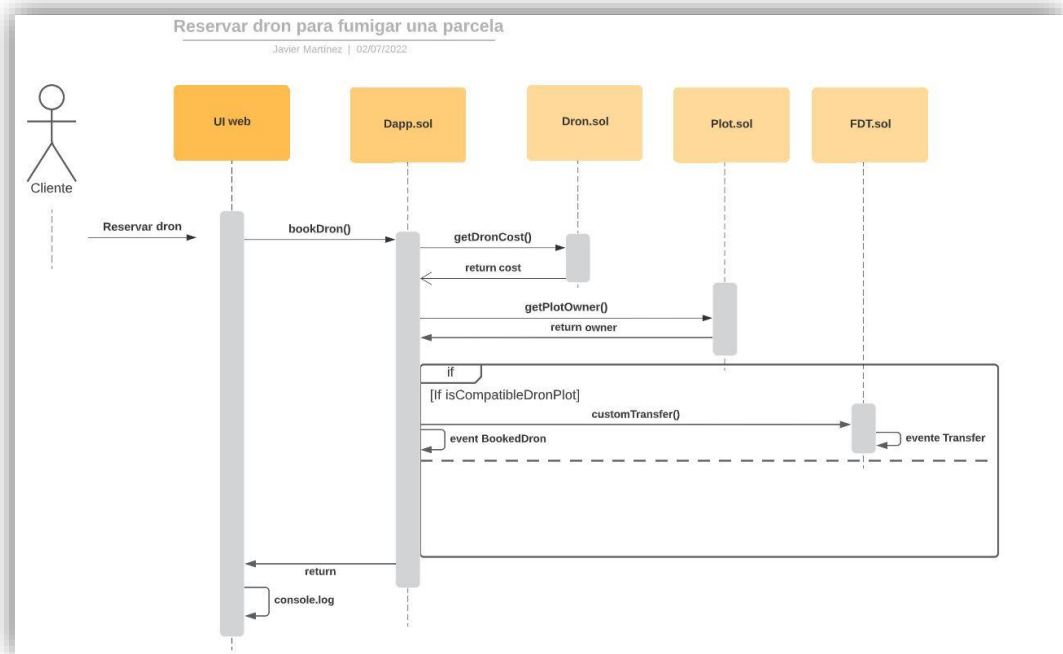 Reservar dron para fumigar una parcela
Javier Martínez | 02/07/2022
UI web
Dapp.sol
Dron.sol
Plot.sol
FDT.sol
Cliente
Reservar dron
bookDron()
getDronCost()
return cost
getPlotOwner()
return owner
if
[If isCompatibleDronPlot]
customTransfer()
event BookedDron
evente Transfer
return
console.log